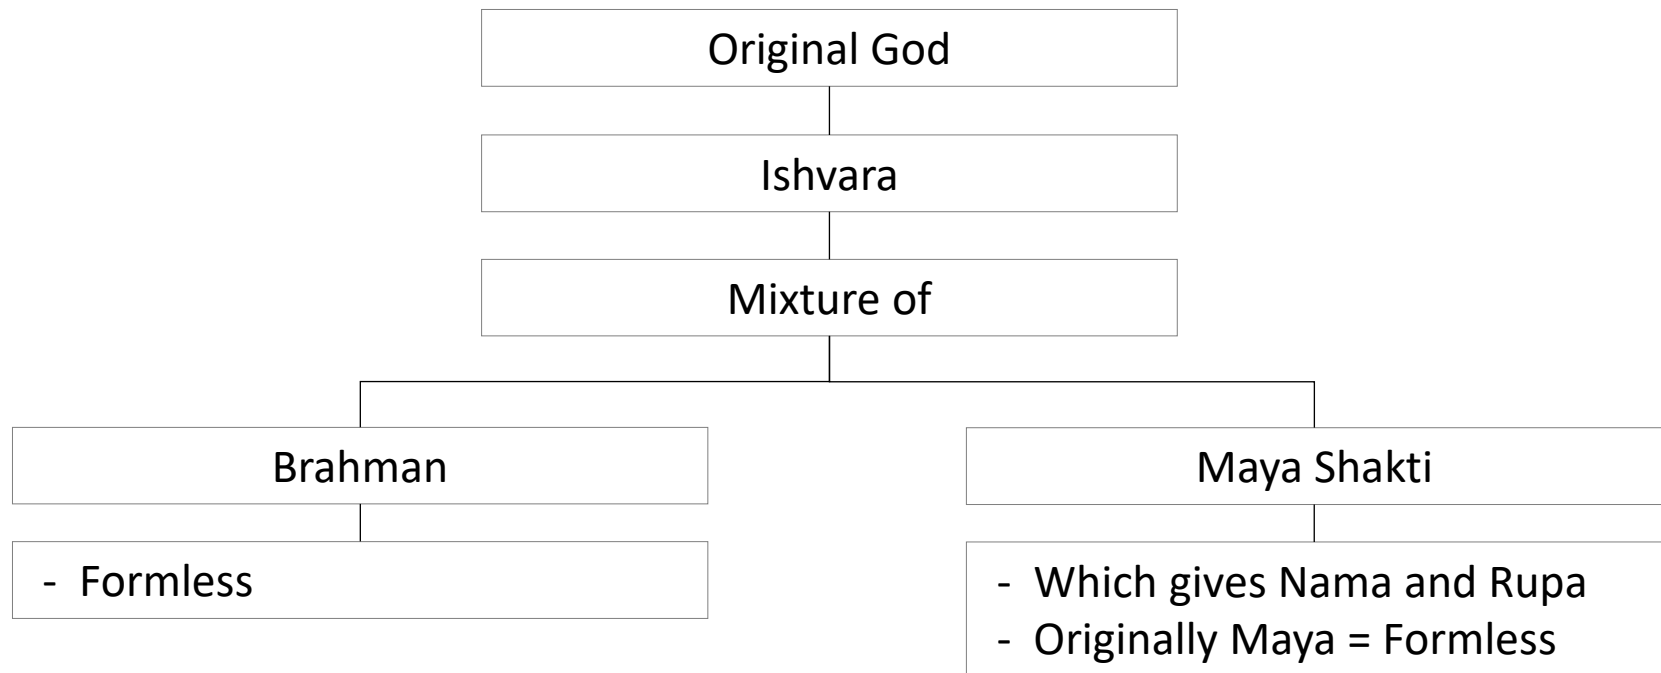 Original God
Ishvara
Mixture of
Brahman
Maya Shakti
- Formless
- Which gives Nama and Rupa
- Originally Maya = Formless